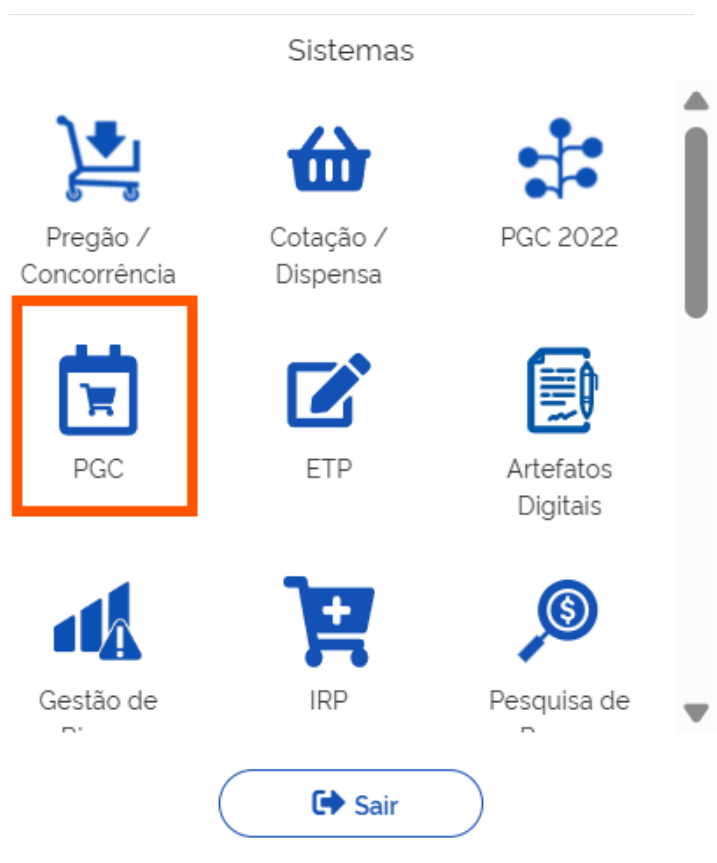 Sistemas
Pregão /
Concorrência
Cotação /
Dispensa
PGC 2022
PGC
ETP
Artefatos
Digitais
Gestão de
IRP
Pesquisa de
Sair